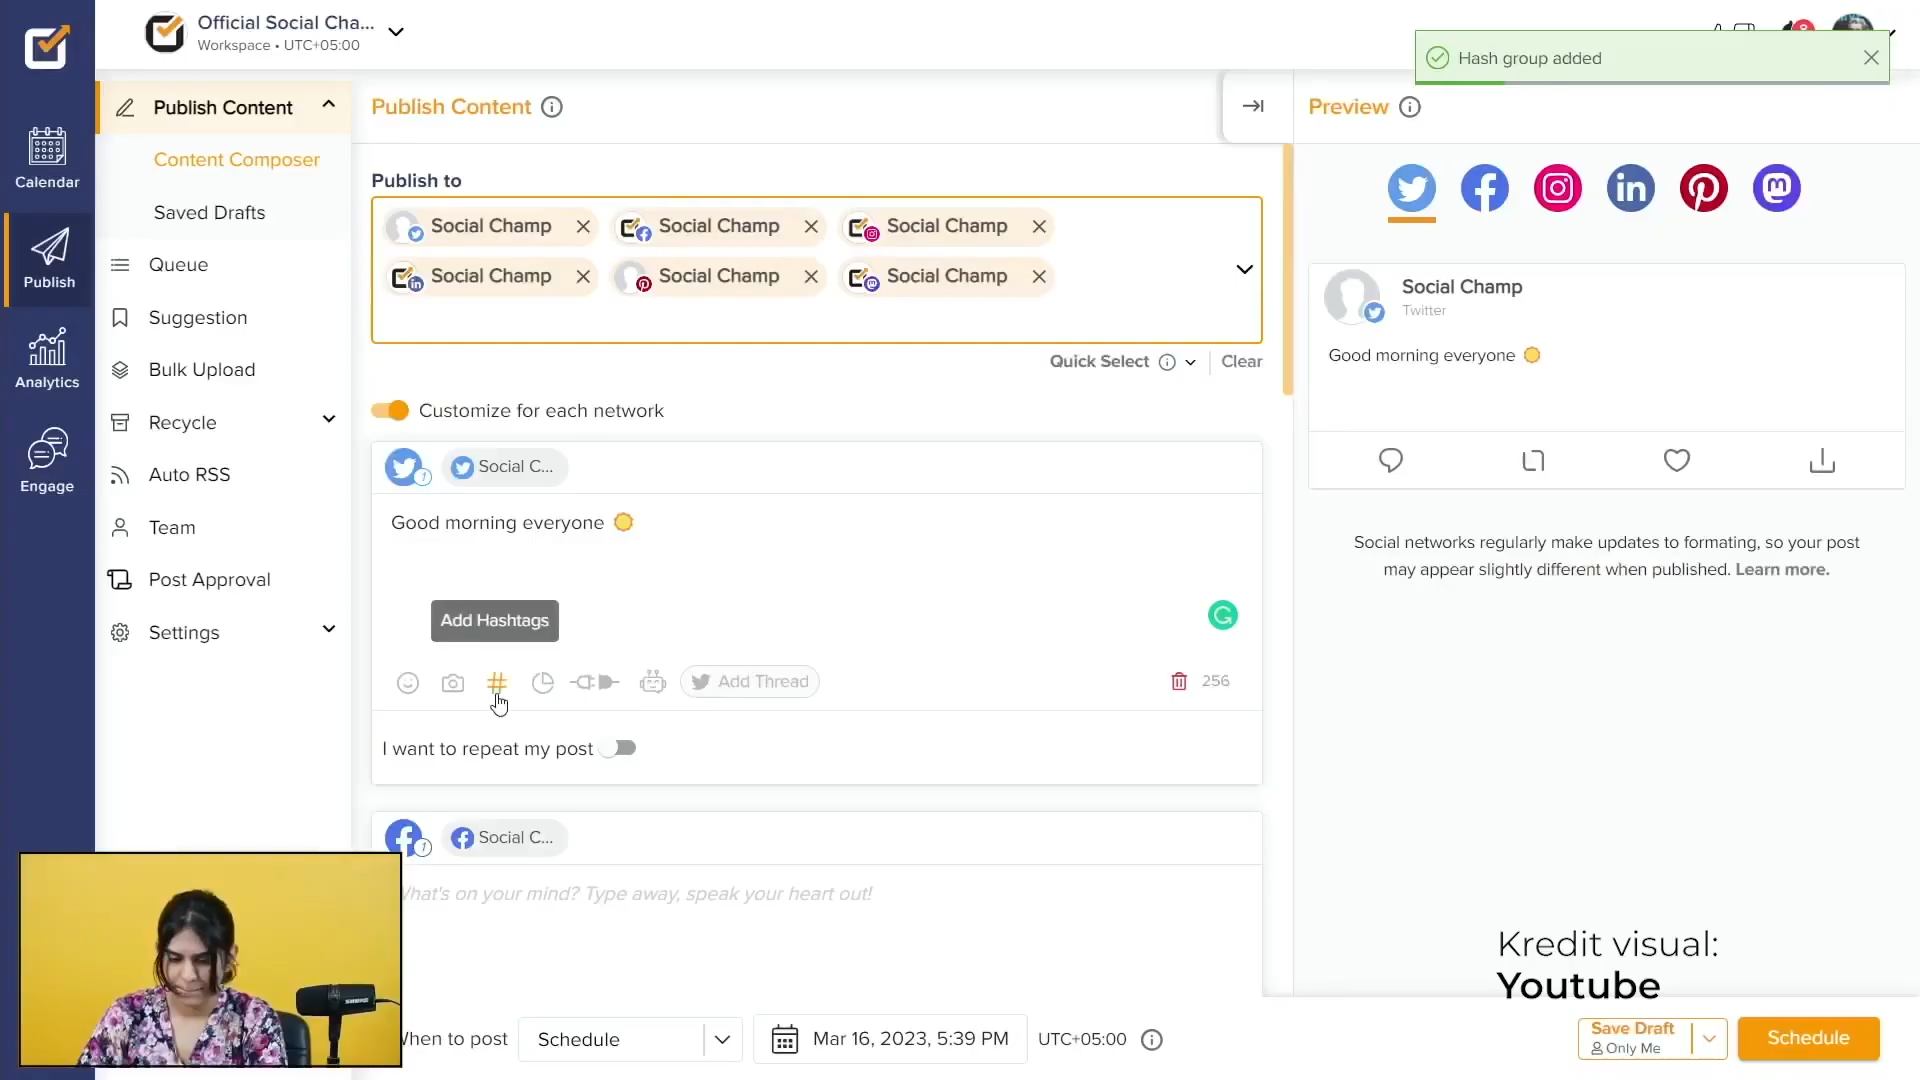 Official Social Cha...
Workspace • UTC+05:00
Hash group added
Calendar
Publish
Analytics
Engage
Publish Content
Content Composer
Saved Drafts
Queue
Suggestion
Bulk Upload
Recycle
Auto RSS
Team
Post Approval
Settings
Publish Content
Publish to
Social Champ
Social Champ
Social Champ
Social Champ
Social Champ
Social Champ
Quick Select
Clear
Customize for each network
1
Social C...
Good morning everyone
Add Hashtags
Add Thread
256
I want to repeat my post
1
Social C...
hat's on your mind? Type away, speak your heart out!
hen to post
Schedule
Mar 16, 2023, 5:39 PM
UTC+05:00
Preview
Social Champ
Twitter
Good morning everyone
Social networks regularly make updates to formating, so your post
may appear slightly different when published. Learn more.
Kredit visual:
Youtube
Save Draft
Only Me
Schedule
SHURE